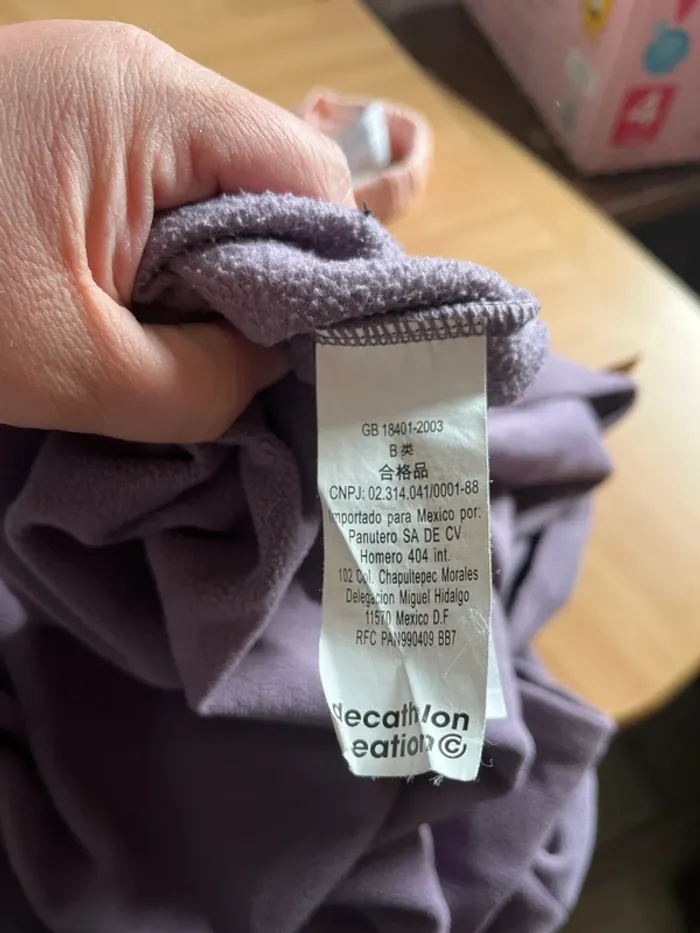 GB 18401-2003
B类
合格品
CNPJ: 02.314.041/0001-88
Importado para Mexico por:
Panutero SA DE CV
Homero 404 int.
102 Col. Chapultepec Morales
Delegacion Miguel Hidalgo
11570 Mexico D.F
RFC PAN990409 BB7
decathlon
eation©
4